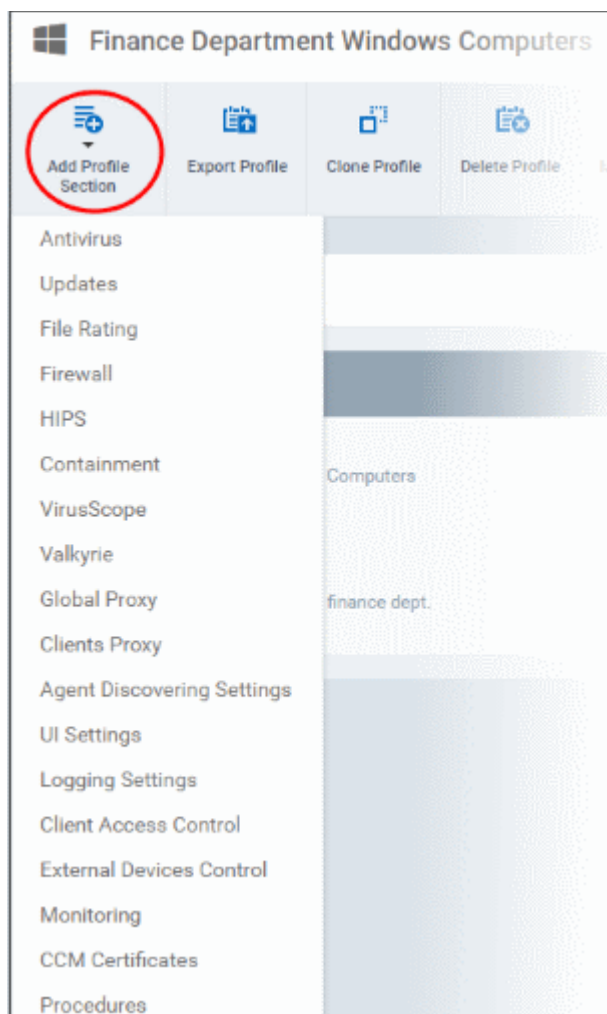 Finance Department Windows Computers
Add Profile
Section
Export Profile
Clone Profile
Delete Profile
Antivirus
Updates
File Rating
Firewall
HIPS
Containment
Computers
VirusScope
Valkyrie
Global Proxy
finance dept.
Clients Proxy
Agent Discovering Settings
UI Settings
Logging Settings
Client Access Control
External Devices Control
Monitoring
CCM Certificates
Procedures